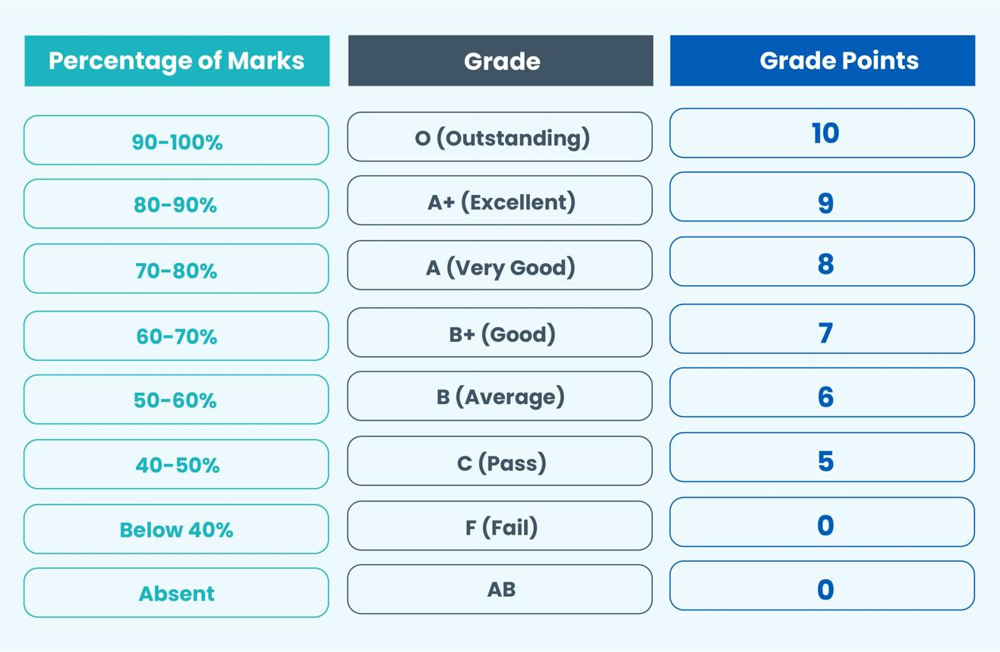 Percentage of Marks Grade Grade Points
90-100% O (Outstanding) 10
80-90% A+ (Excellent) 9
70-80% A (Very Good) 8
60-70% B+ (Good) 7
50-60% B (Average) 6
40-50% C (Pass) 5
Below 40% F (Fail) 0
Absent AB 0